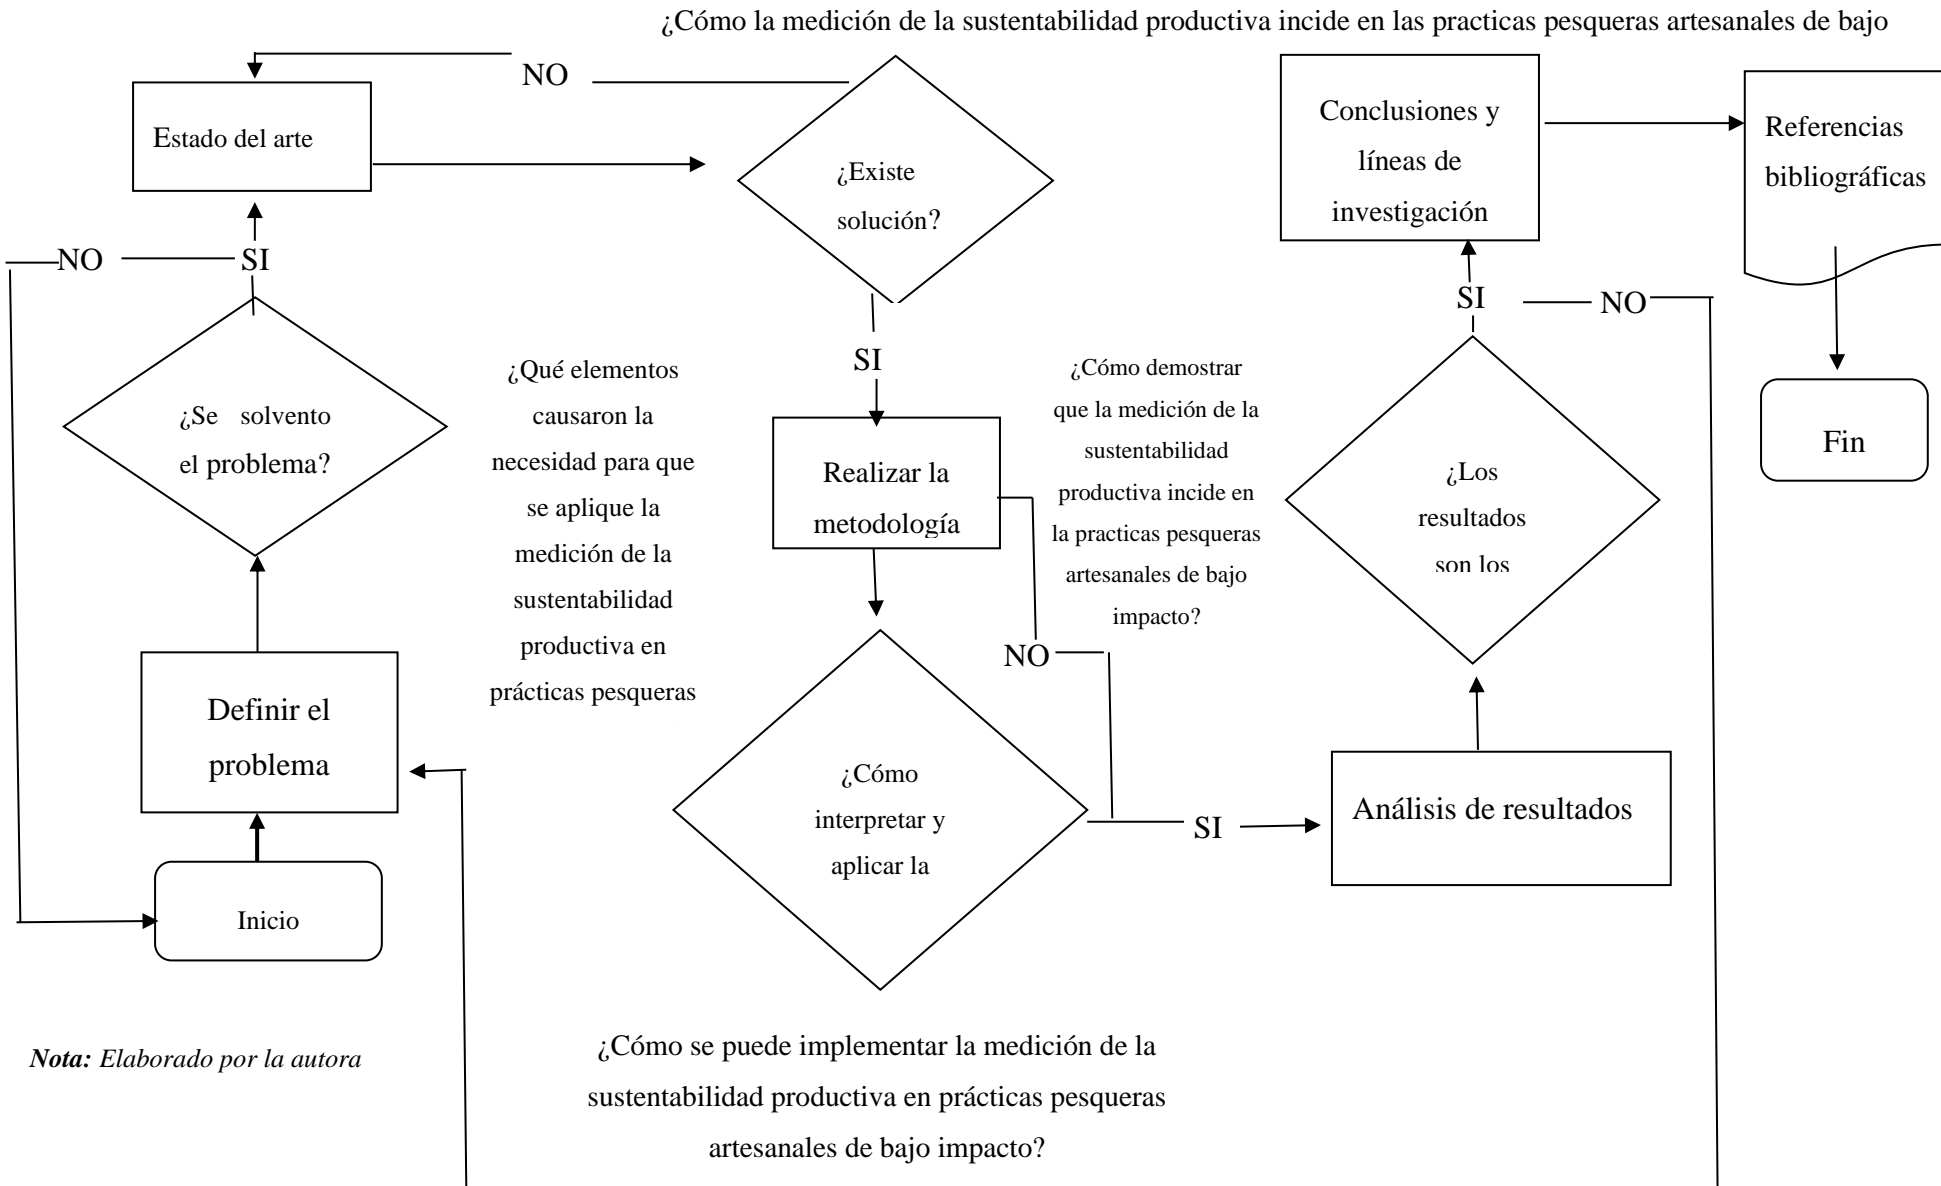 ¿Cómo la medición de la sustentabilidad productiva incide en las practicas pesqueras artesanales de bajo
NO
Estado del arte
¿Existe
solución?
Conclusiones y
líneas de
investigación
Referencias
bibliográficas
NO
SI
¿Se solvento
el problema?
¿Qué elementos
causaron la
necesidad para que
se aplique la
medición de la
sustentabilidad
productiva en
prácticas pesqueras
SI
Realizar la
metodología
¿Cómo demostrar
que la medición de la
sustentabilidad
productiva incide en
la practicas pesqueras
artesanales de bajo
impacto?
NO
SI
NO
¿Los
resultados
son los
Fin
Definir el
problema
¿Cómo
interpretar y
aplicar la
SI
Análisis de resultados
Inicio
Nota: Elaborado por la autora
¿Cómo se puede implementar la medición de la
sustentabilidad productiva en prácticas pesqueras
artesanales de bajo impacto?